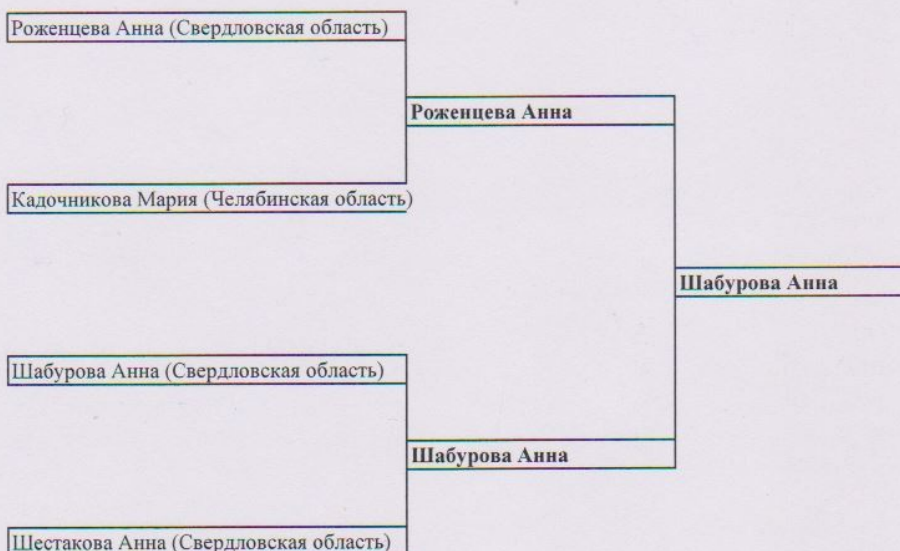 Роженцева Анна (Свердловская область)
Роженцева Анна
Кадочникова Мария (Челябинская область)
Шабурова Анна
Шабурова Анна (Свердловская область)
Шабурова Анна
Шестакова Анна (Свердловская область)